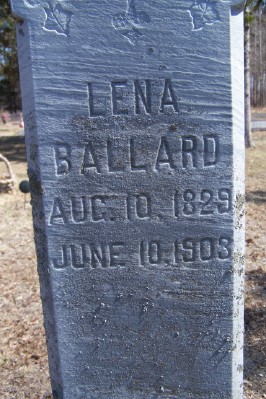 LENA
BALLARD
AUG. 10. 1829
JUNE 10. 1903